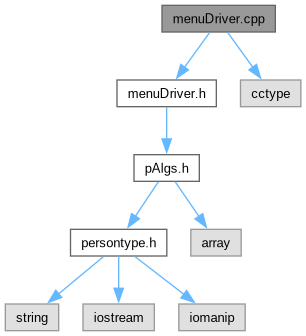 menuDriver.cpp
menuDriver.h
cctype
pAlgs.h
persontype.h
array
string
iostream
iomanip